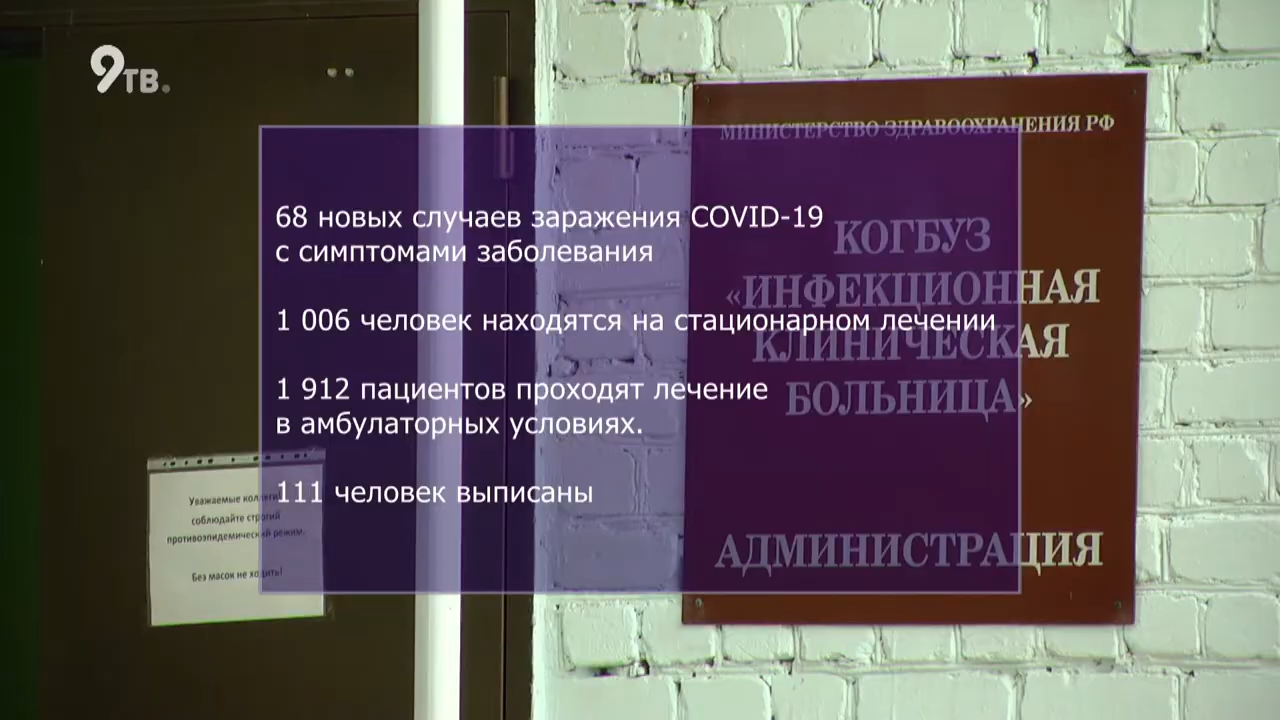 9ТВ.
МИНИСТЕРСТВО ЗДРАВООХРАНЕНИЯ РФ
68 новых случаев заражения COVID-19
с симптомами заболевания
1 006 человек находятся на стационарном лечении
1 912 пациентов проходят лечение
в амбулаторных условиях.
111 человек выписаны
КОГБУЗ
«ИНФЕКЦИОННАЯ
КЛИНИЧЕСКАЯ
БОЛЬНИЦА»
АДМИНИСТРАЦИЯ
Уважаемые коллеги
соблюдайте строгий
противоэпидемический режим.
Без масок не ходить!